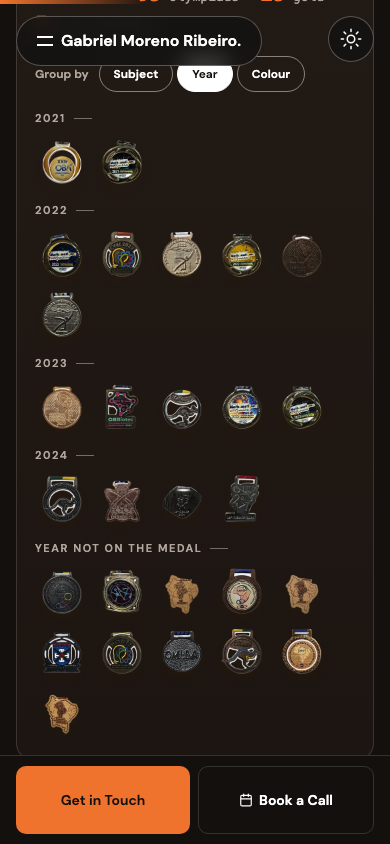 Gabriel Moreno Ribeiro.
Group by Subject Year Colour
2021
2022
2023
2024
YEAR NOT ON THE MEDAL
Get in Touch
Book a Call